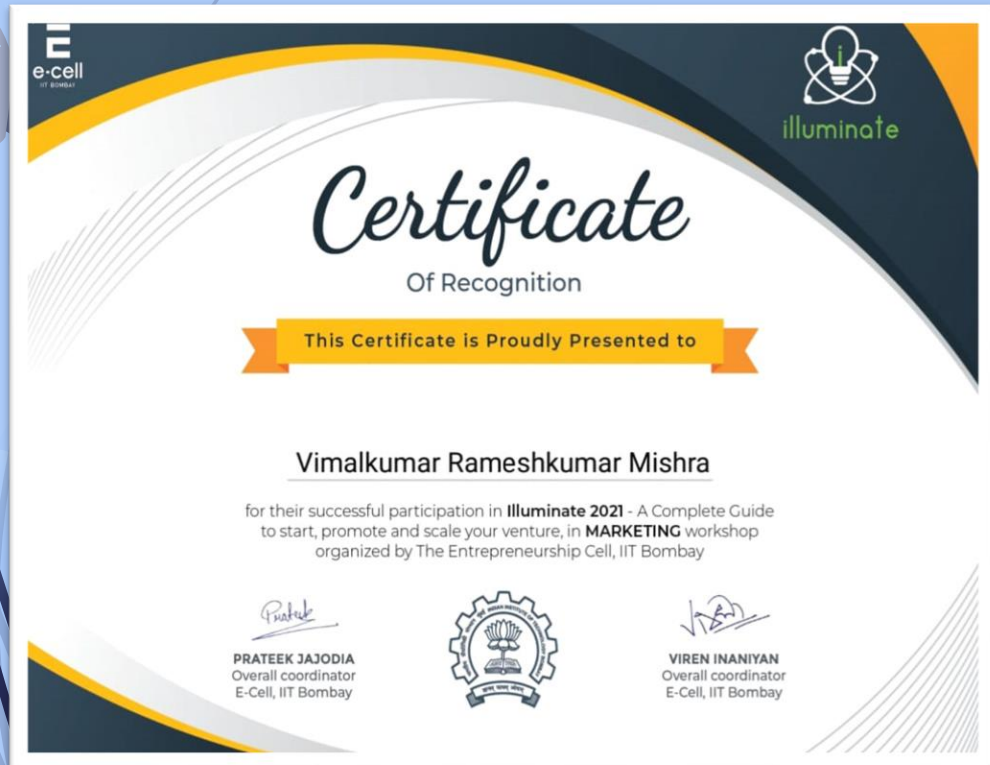 e-cell
IIT BOMBAY
illuminate
Certificate
Of Recognition
This Certificate is Proudly Presented to
Vimalkumar Rameshkumar Mishra
for their successful participation in Illuminate 2021 - A Complete Guide
to start, promote and scale your venture, in MARKETING workshop
organized by The Entrepreneurship Cell, IIT Bombay
Prateek
PRATEEK JAJODIA
Overall coordinator
E-Cell, IIT Bombay
VIREN INANIYAN
Overall coordinator
E-Cell, IIT Bombay